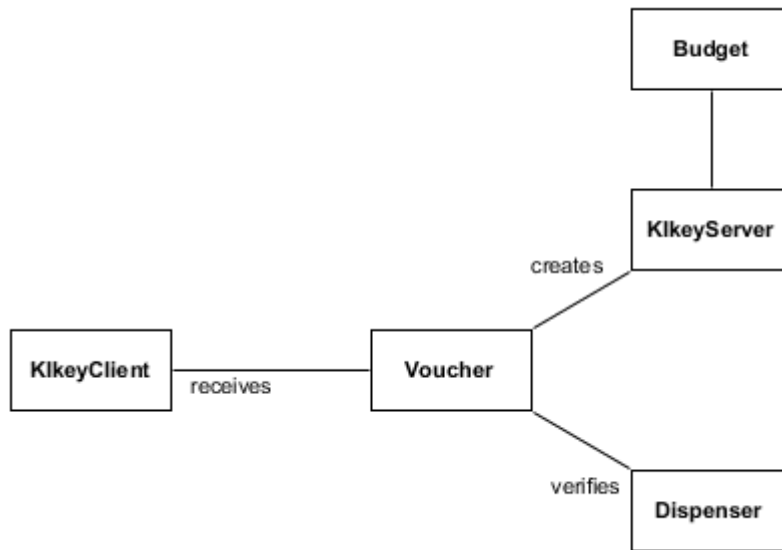 Budget
KlkeyServer
creates
KlkeyClient
receives
Voucher
verifies
Dispenser